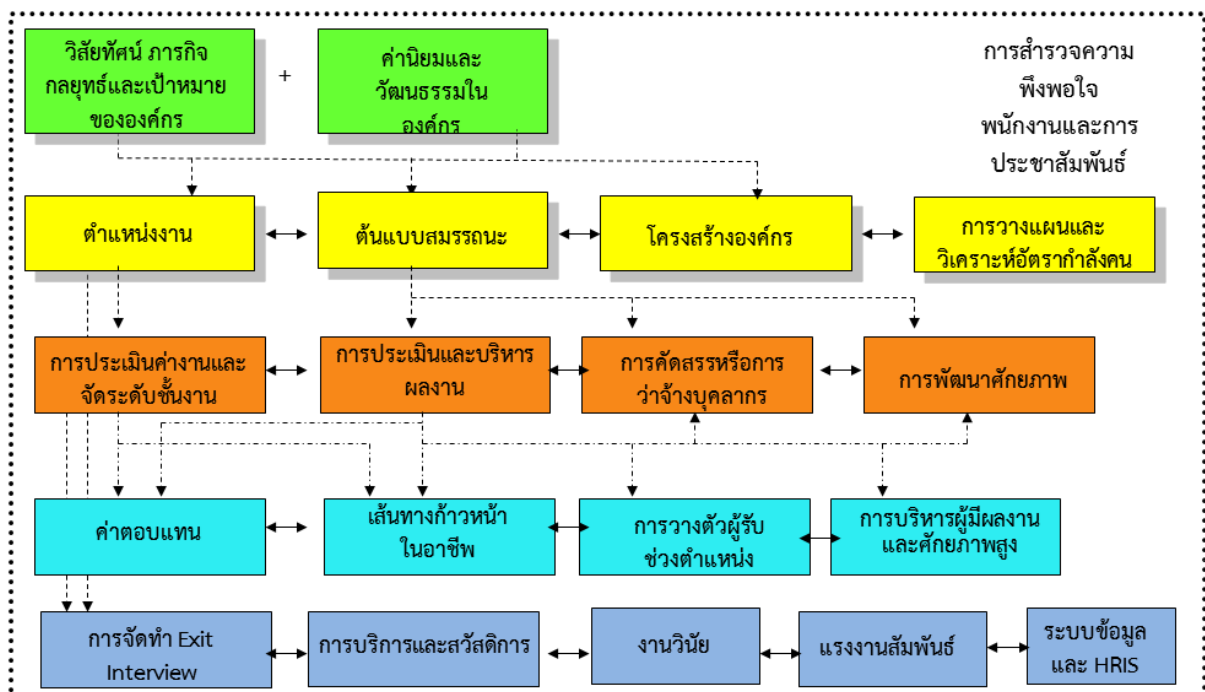 วิสัยทัศน์ ภารกิจ
กลยุทธ์และเป้าหมาย
ขององค์กร
+
ค่านิยมและ
วัฒนธรรมใน
องค์กร
การสำรวจความ
พึงพอใจ
พนักงานและการ
ประชาสัมพันธ์
ตำแหน่งงาน
ต้นแบบสมรรถนะ
โครงสร้างองค์กร
การวางแผนและ
วิเคราะห์อัตรากำลังคน
การประเมินค่างานและ
จัดระดับชั้นงาน
การประเมินและบริหาร
ผลงาน
การคัดสรรหรือการ
ว่าจ้างบุคลากร
การพัฒนาศักยภาพ
ค่าตอบแทน
เส้นทางก้าวหน้า
ในอาชีพ
การวางตัวผู้รับ
ช่วงตำแหน่ง
การบริหารผู้มีผลงาน
และศักยภาพสูง
การจัดทำ Exit
Interview
การบริการและสวัสดิการ
งานวินัย
แรงงานสัมพันธ์
ระบบข้อมูล
และ HRIS